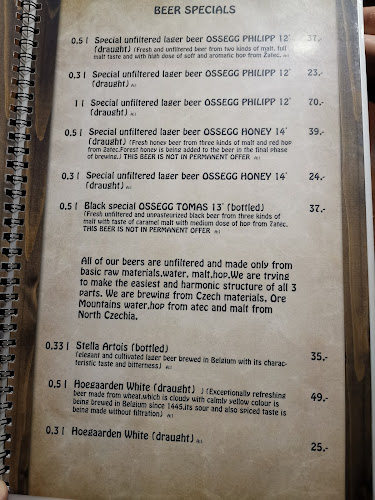 BEER SPECIALS
0.5 l Special unfiltered lager beer OSSEGG PHILIPP 12° 37,-
(draught) (Fresh and unfiltered beer from two kinds of malt, full
malt taste and with high dose of soft and aromatic hop from Zatec.
0,3 l Special unfiltered lager beer OSSEGG PHILIPP 12° 23,-
(draught)
1 l Special unfiltered lager beer OSSEGG PHILIPP 12° 70,-
0,5 l Special unfiltered lager beer OSSEGG HONEY 14° 39,-
(draught) (Fresh honey beer from three kinds of malt and red hop
from Zatec.Forest honey is being added to the beer in the final phase
of brewing.) THIS BEER IS NOT IN PERMANENT OFFER
0,3 l Special unfiltered lager beer OSSEGG HONEY 14° 24,-
(draught)
0,5 l Black special OSSEGG TOMAS 13° (bottled) 37,-
(Fresh unfiltered and unpasteurized black beer from three kinds of
malt with taste of caramel malt with medium dose of hop from Zatec.
THIS BEER IS NOT IN PERMANENT OFFER
All of our beers are unfiltered and made only from
basic raw materials,water, malt,hop.We are trying
to make the easiest and harmonic structure of all 3
parts. We are brewing from Czech materials. Ore
Mountains water,hop from atec and malt from
North Czechia.
0,33 l Stella Artois (bottled) 35,-
(elegant and cultivated lager beer brewed in Belgium with its charac-
teristic taste and bitterness)
0,5 l Hoegaarden White (draught) ) (Exceptionally refreshing 49,-
beer made from wheat,which is cloudy with calmly yellow colour is
being brewed in Belgium since 1445,its sour and also spiced taste is
being made without filtration)
0,3 l Hoegaarden White (draught) 25,-